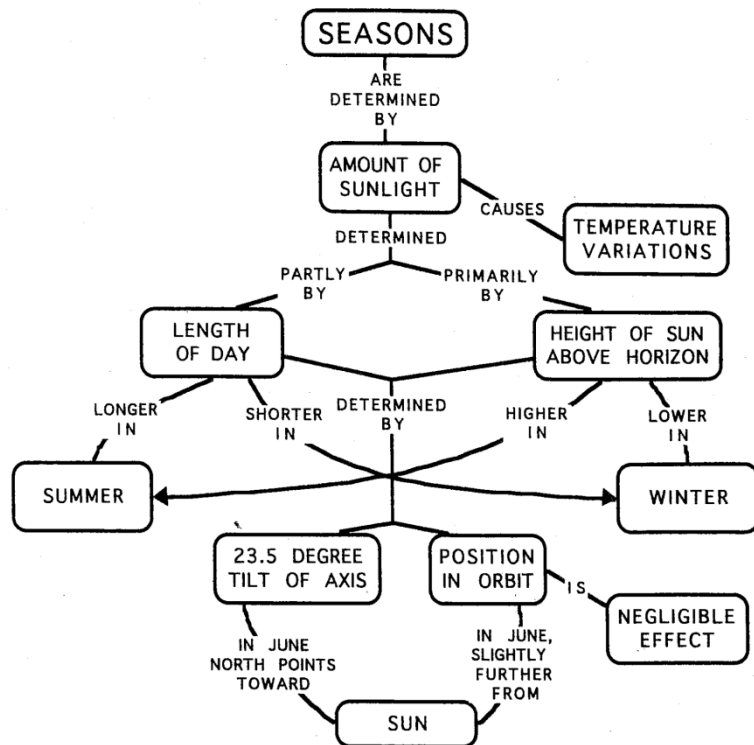 SEASONS
ARE
DETERMINED
BY
AMOUNT OF
SUNLIGHT
CAUSES
TEMPERATURE
VARIATIONS
DETERMINED
PARTLY
BY
PRIMARILY
BY
LENGTH
OF DAY
HEIGHT OF SUN
ABOVE HORIZON
LONGER
IN
SHORTER
IN
DETERMINED
BY
HIGHER
IN
LOWER
IN
SUMMER
WINTER
23.5 DEGREE
TILT OF AXIS
POSITION
IN ORBIT
IS
NEGLIGIBLE
EFFECT
IN JUNE
NORTH POINTS
TOWARD
IN JUNE,
SLIGHTLY
FURTHER
FROM
SUN